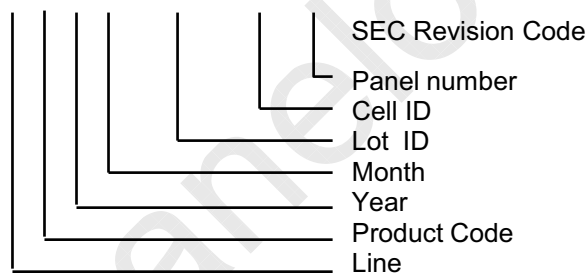 SEC Revision Code
Panel number
Cell ID
Lot ID
Month
Year
Product Code
Line